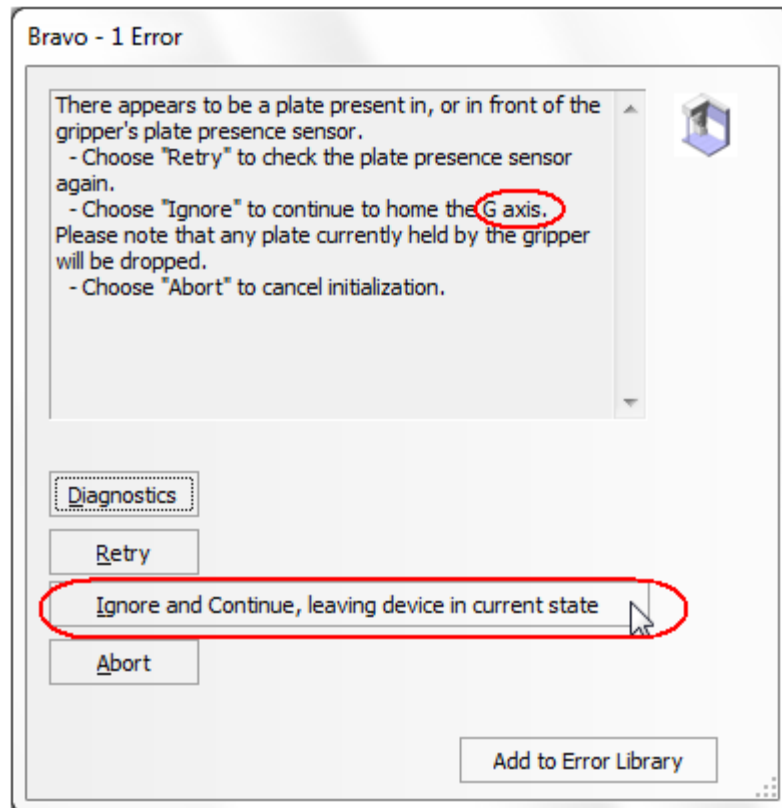 Bravo - 1 Error
There appears to be a plate present in, or in front of the
gripper's plate presence sensor.
- Choose "Retry" to check the plate presence sensor
again.
- Choose "Ignore" to continue to home the G axis.
Please note that any plate currently held by the gripper
will be dropped.
- Choose "Abort" to cancel initialization.
Diagnostics
Retry
Ignore and Continue, leaving device in current state
Abort
Add to Error Library